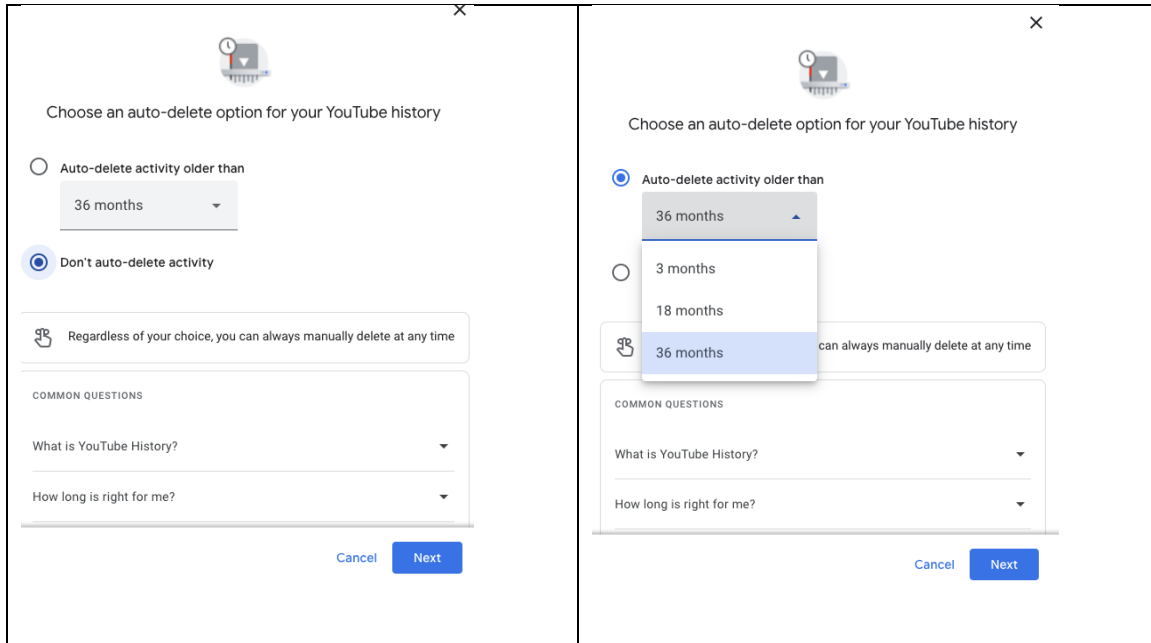 Choose an auto-delete option for your YouTube history
Auto-delete activity older than
36 months
Don't auto-delete activity
Regardless of your choice, you can always manually delete at any time
COMMON QUESTIONS
What is YouTube History?
How long is right for me?
Cancel Next
Choose an auto-delete option for your YouTube history
Auto-delete activity older than
36 months
3 months
18 months
36 months
can always manually delete at any time
COMMON QUESTIONS
What is YouTube History?
How long is right for me?
Cancel Next